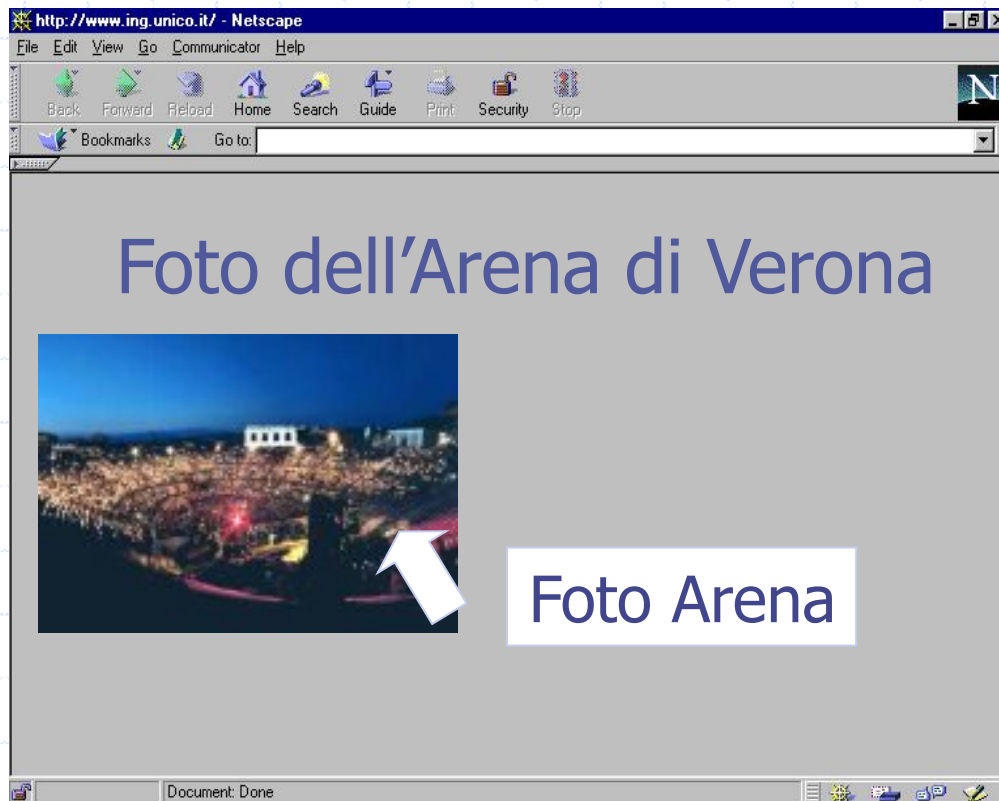 http://www.ing.unico.it/ - Netscape
File Edit View Go Communicator Help
Back Forward Reload Home Search Guide Print Security Stop
N
Bookmarks Go to:
Foto dell’Arena di Verona
Foto Arena
Document: Done